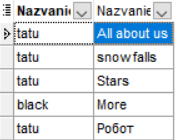 Nazvanie Nazvanie
tatu All about us
tatu snowfalls
tatu Stars
black More
tatu Робот